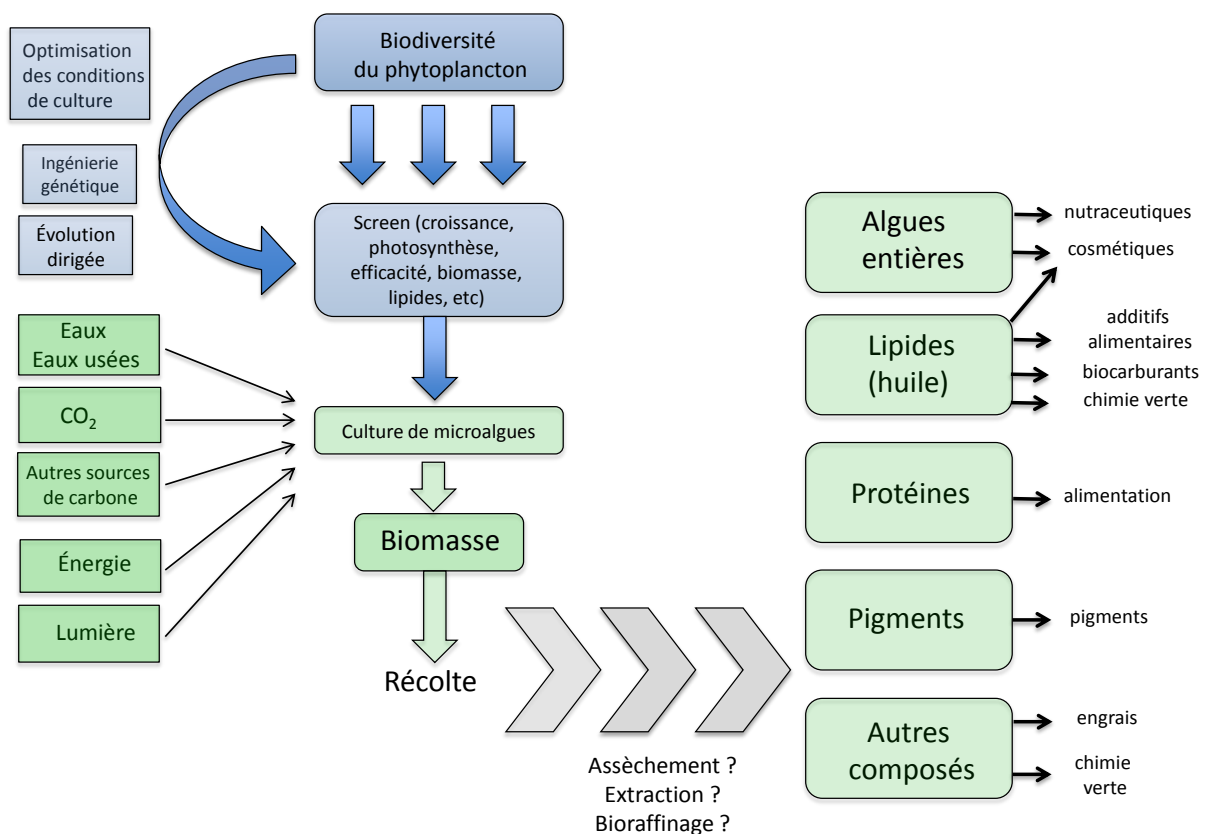 Optimisation
des conditions
de culture
Ingénierie
génétique
Évolution
dirigée
Biodiversité
du phytoplancton
Screen (croissance,
photosynthèse,
efficacité, biomasse,
lipides, etc)
Eaux
Eaux usées
CO₂
Autres sources
de carbone
Énergie
Lumière
Culture de microalgues
Biomasse
Récolte
Assèchement ?
Extraction ?
Bioraffinage ?
Algues
entières
nutraceutiques
cosmétiques
Lipides
(huile)
additifs
alimentaires
biocarburants
chimie verte
Protéines
alimentation
Pigments
pigments
Autres
composés
engrais
chimie
verte